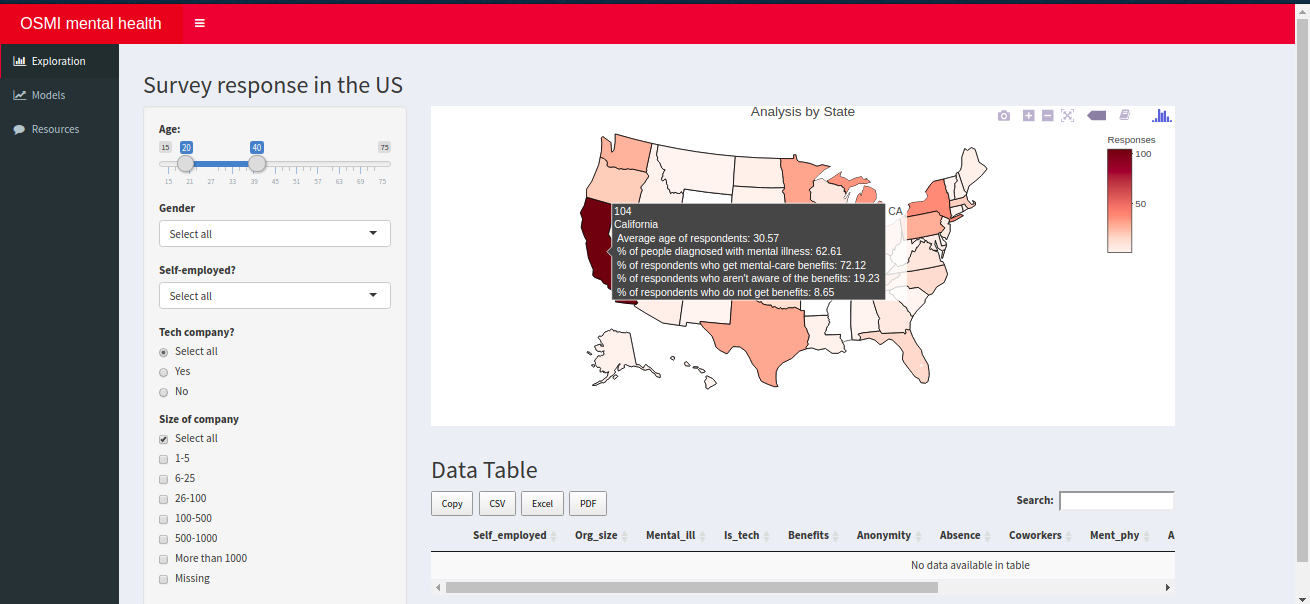 OSMI mental health
Exploration
Models
Resources
Survey response in the US
Age:
15 20 40 75
15 21 27 33 39 45 51 57 63 69 75
Gender
Select all
Self-employed?
Select all
Tech company?
Select all
Yes
No
Size of company
Select all
1-5
6-25
26-100
100-500
500-1000
More than 1000
Missing
Analysis by State
Responses
100
50
104
California
Average age of respondents: 30.57
% of people diagnosed with mental illness: 62.61
% of respondents who get mental-care benefits: 72.12
% of respondents who aren't aware of the benefits: 19.23
% of respondents who do not get benefits: 8.65
CA
Data Table
Copy CSV Excel PDF
Search:
Self_employed Org_size Mental_ill Is_tech Benefits Anonymity Absence Coworkers Ment_phy A
No data available in table